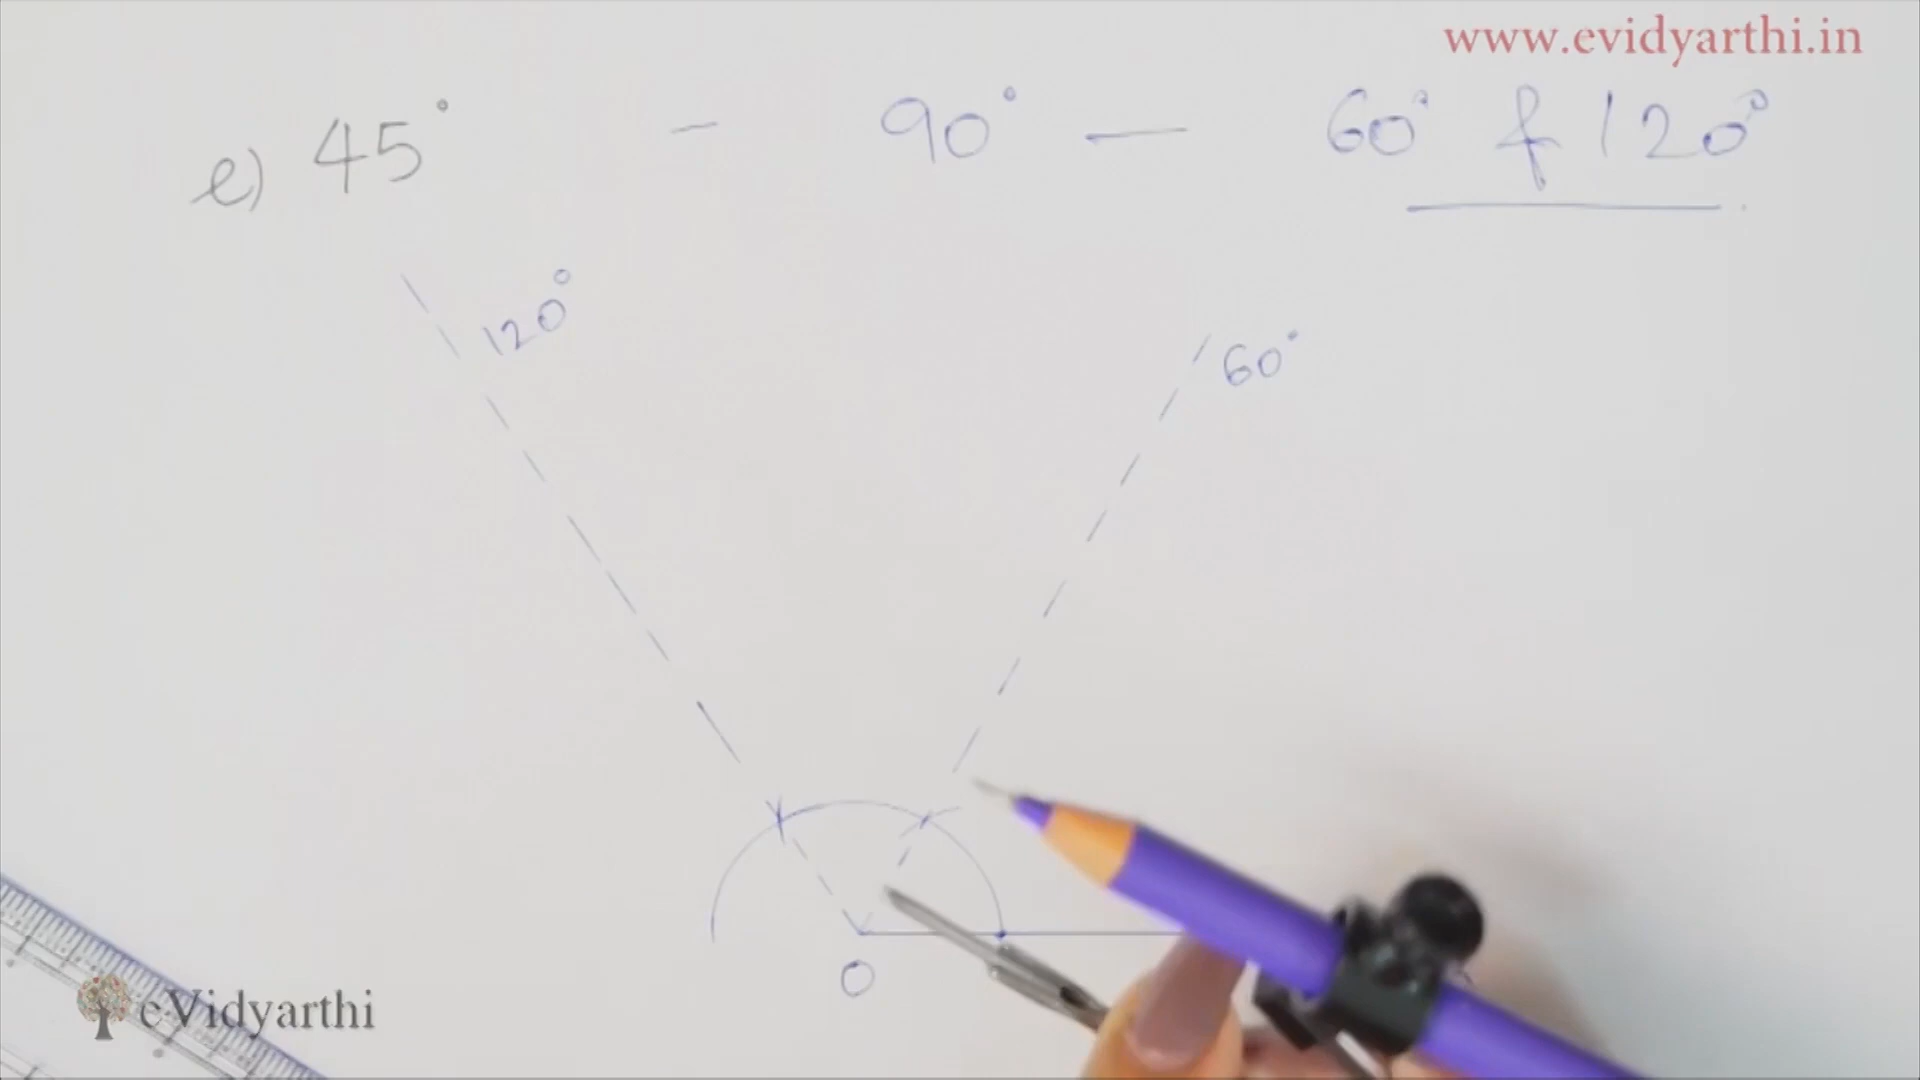 www.evidyarthi.in
e) 45° - 90° — 60° & 120°
120°
60°
O
eVidyarthi